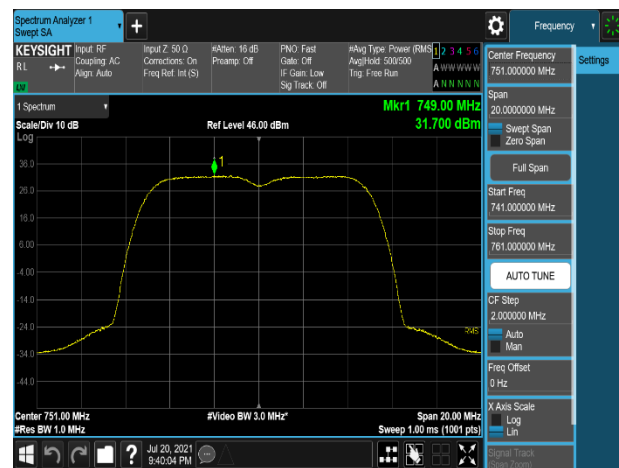 Spectrum Analyzer 1
Swept SA
+
Frequency
KEYSIGHT
RL
Input: RF
Coupling: AC
Align: Auto
Input Z: 50 Ω
Corrections: On
Freq Ref: Int (S)
#Atten: 16 dB
Preamp: Off
PNO: Fast
Gate: Off
IF Gain: Low
Sig Track: Off
#Avg Type: Power (RMS
Avg|Hold: 500/500
Trig: Free Run
1 2 3 4 5 6
A W W W W W
A N N N N N
1 Spectrum
Scale/Div 10 dB
Log
Ref Level 46.00 dBm
Mkr1 749.00 MHz
31.700 dBm
1
36.0
26.0
16.0
6.00
-4.00
-14.0
-24.0
-34.0
-44.0
RMS
Center 751.00 MHz
#Res BW 1.0 MHz
#Video BW 3.0 MHz*
Span 20.00 MHz
Sweep 1.00 ms (1001 pts)
Jul 20, 2021
9:40:04 PM
?
Center Frequency
751.000000 MHz
Span
20.0000000 MHz
Swept Span
Zero Span
Full Span
Start Freq
741.000000 MHz
Stop Freq
761.000000 MHz
AUTO TUNE
CF Step
2.000000 MHz
Auto
Man
Freq Offset
0 Hz
X Axis Scale
Log
Lin
Signal Track
(Span Zoom)
Settings